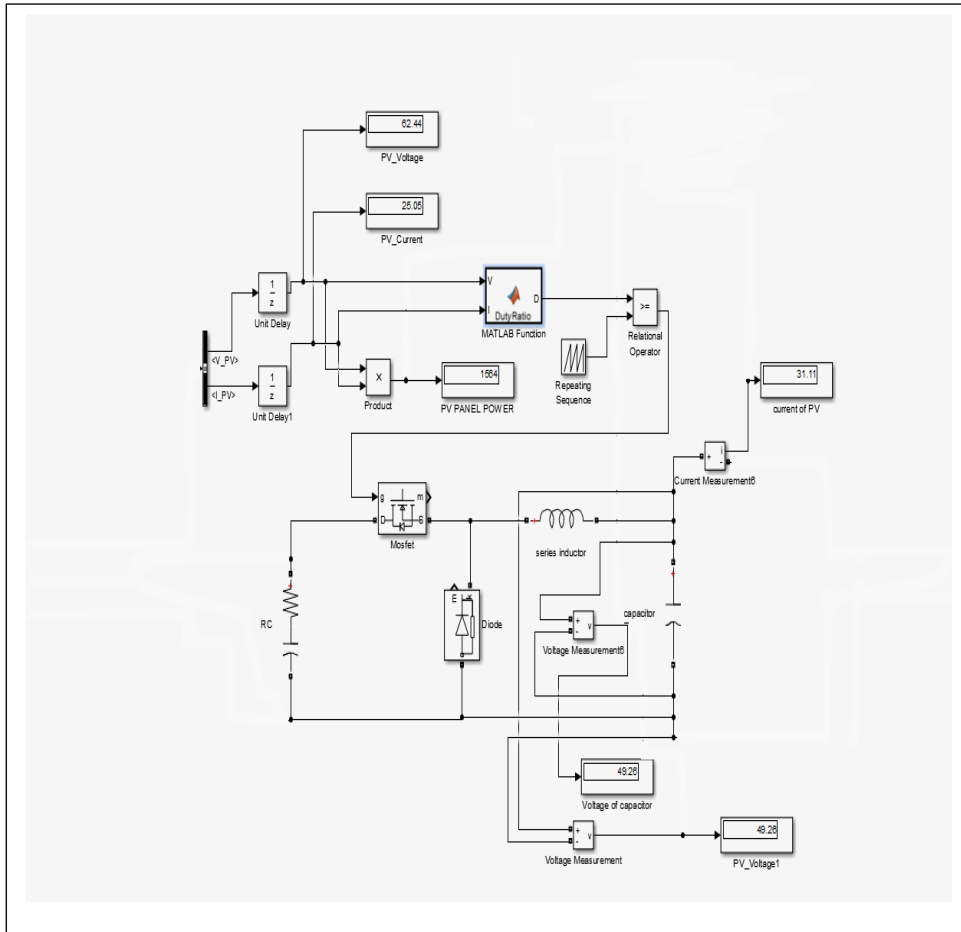 62.44
PV_Voltage
25.05
PV_Current
1
z
Unit Delay
V
I
D
DutyRatio
MATLAB Function
>=
Relational
Operator
<V_PV>
<I_PV>
1
z
Unit Delay1
X
Product
1564
PV PANEL POWER
Repeating
Sequence
31.11
current of PV
+
i
-
Current Measurement6
g
m
D
S
Mosfet
+
series inductor
+
RC
Diode
+
-
v
Voltage Measurement6
+
capacitor
49.26
Voltage of capacitor
+
-
v
Voltage Measurement
49.26
PV_Voltage1